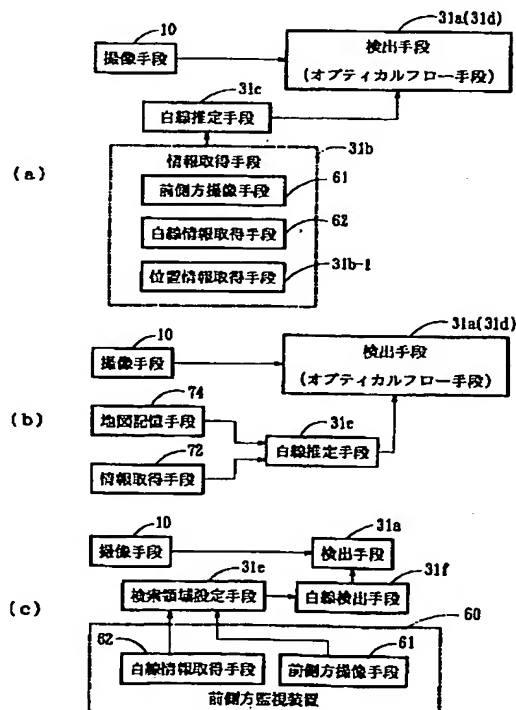 10
31a(31d)
撮像手段
検出手段
(オプティカルフロー手段)
31c
白線推定手段
31b
情報取得手段
(a)
61
前側方撮像手段
62
白線情報取得手段
31b-1
位置情報取得手段
10
31a(31d)
撮像手段
検出手段
(オプティカルフロー手段)
74
(b)
地図記憶手段
31c
72
白線推定手段
情報取得手段
10
31a
撮像手段
検出手段
31e
31f
(c)
検索領域設定手段
白線検出手段
60
62
61
白線情報取得手段
前側方撮像手段
前側方監視装置